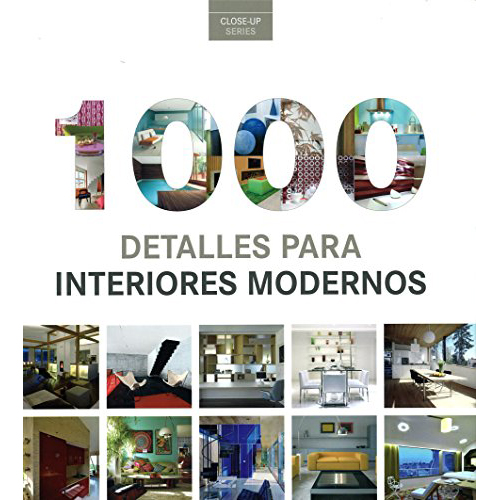 CLOSE-UP
SERIES
1000
DETALLES PARA
INTERIORES MODERNOS